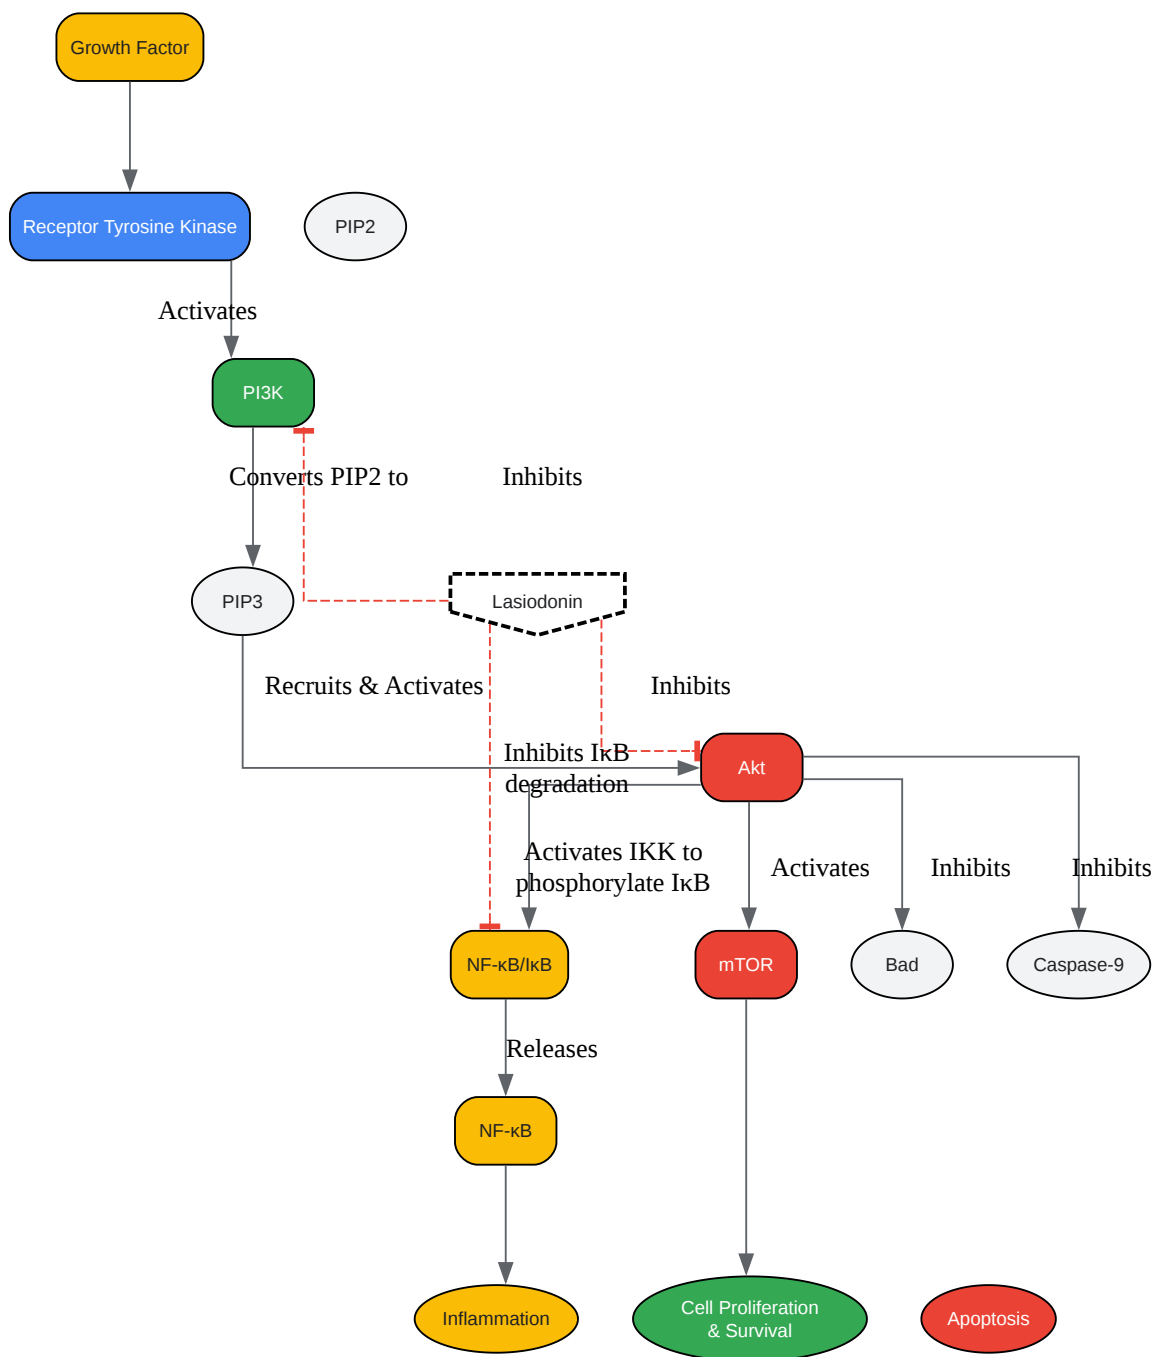 Growth Factor
Receptor Tyrosine Kinase
PIP2
Activates
PI3K
Converts PIP2 to
Inhibits
PIP3
Lasiodonin
Recruits & Activates
Inhibits
Inhibits IκB
degradation
Akt
Activates IKK to
phosphorylate IκB
Activates
Inhibits
Inhibits
NF-κB/IκB
mTOR
Bad
Caspase-9
Releases
NF-κB
Inflammation
Cell Proliferation
& Survival
Apoptosis